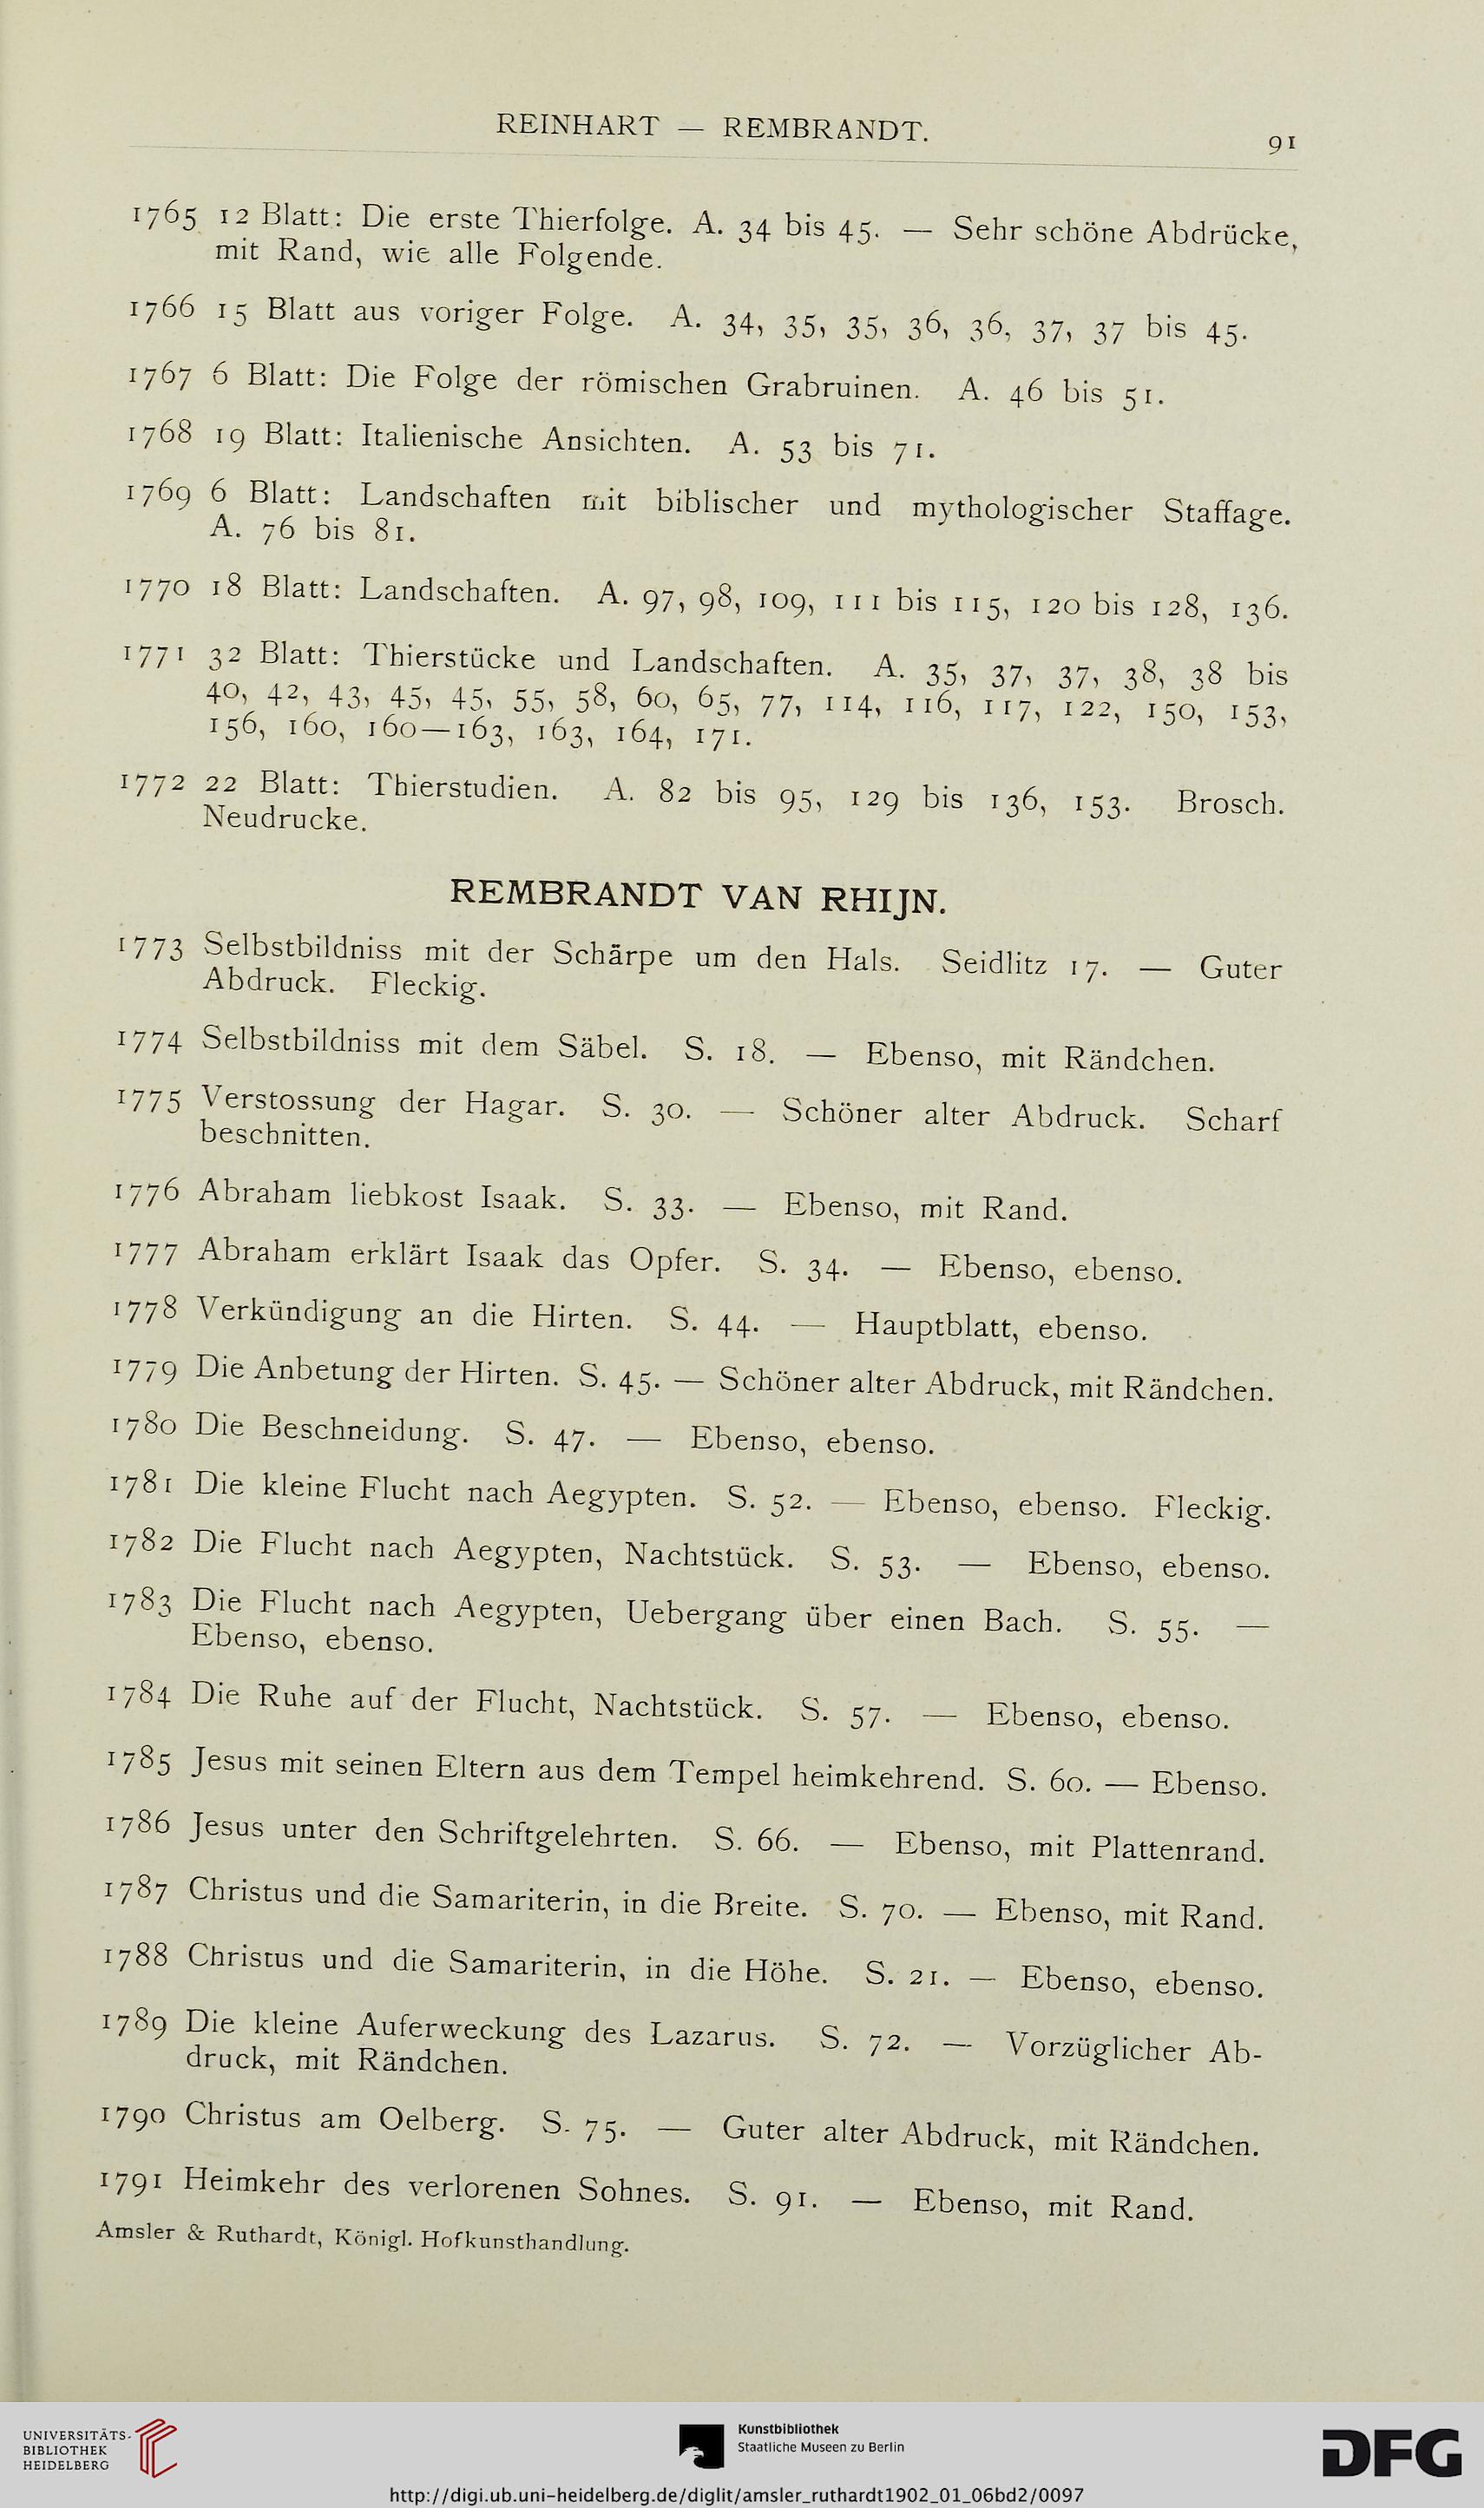 REINHART — REMBRANDT.
91
1765 12 Blatt: Die erste Thierfolge. A. 34 bis 45. — Sehr schöne Abdrücke,
mit Rand, wie alle Folgende.
1766 15 Blatt aus voriger Folge. A. 34, 35, 35, 36, 36, 37, 37 bis 45.
1767 6 Blatt: Die Folge der römischen Grabruinen. A. 46 bis 51.
1768 19 Blatt: Italienische Ansichten. A. 53 bis 71.
1769 6 Blatt: Landschaften mit biblischer und mythologischer Staffage.
A. 76 bis 81.
1770 18 Blatt: Landschaften. A. 97, 98, 109, 111 bis 115, 120 bis 128, 136.
1771 32 Blatt: Thierstücke und Landschaften. A. 35, 37, 37, 38, 38 bis
40, 42, 43, 45, 45, 55, 58, 60, 65, 77, 114, 116, 117, 122, 150, 153,
156, 160, 160—163, 163, 164, 171.
1772 22 Blatt: Thierstudien. A. 82 bis 95, 129 bis 136, 153. Brosch.
Neudrucke.
REMBRANDT VAN RHIJN.
1773 Selbstbildniss mit der Schärpe um den Hals. Seidlitz 17. — Guter
Abdruck. Fleckig.
1774 Selbstbildniss mit dem Säbel. S. 18. — Ebenso, mit Rändchen.
1775 Verstossung der Hagar. S. 30. — Schöner alter Abdruck. Scharf
beschnitten.
1776 Abraham liebkost Isaak. S. 33. — Ebenso, mit Rand.
1777 Abraham erklärt Isaak das Opfer. S. 34. — Ebenso, ebenso.
1778 Verkündigung an die Hirten. S. 44. — Hauptblatt, ebenso.
1779 Die Anbetung der Hirten. S. 45. — Schöner alter Abdruck, mit Rändchen.
1780 Die Beschneidung. S. 47. — Ebenso, ebenso.
1781 Die kleine Flucht nach Aegypten. S. 52. — Ebenso, ebenso. Fleckig.
1782 Die Flucht nach Aegypten, Nachtstück. S. 53. — Ebenso, ebenso.
1783 Die Flucht nach Aegypten, Uebergang über einen Bach. S. 55. —
Ebenso, ebenso.
1784 Die Ruhe auf der Flucht, Nachtstück. S. 57. — Ebenso, ebenso.
1785 Jesus mit seinen Eltern aus dem Tempel heimkehrend. S. 60. — Ebenso.
1786 Jesus unter den Schriftgelehrten. S. 66. — Ebenso, mit Plattenrand.
1787 Christus und die Samariterin, in die Breite. S. 70. — Ebenso, mit Rand.
1788 Christus und die Samariterin, in die Höhe. S. 21. — Ebenso, ebenso.
1789 Die kleine Auferweckung des Lazarus. S. 72. — Vorzüglicher Ab-
druck, mit Rändchen.
1790 Christus am Oelberg. S. 75. — Guter alter Abdruck, mit Rändchen.
1791 Heimkehr des verlorenen Sohnes. S. 91. — Ebenso, mit Rand.
Amsler & Ruthardt, Königl. Hofkunsthandlung.
UNIVERSITÄTS-
BIBLIOTHEK
HEIDELBERG
Kunstbibliothek
Staatliche Museen zu Berlin
DFG
http://digi.ub.uni-heidelberg.de/diglit/amsler_ruthardt1902_01_06bd2/0097